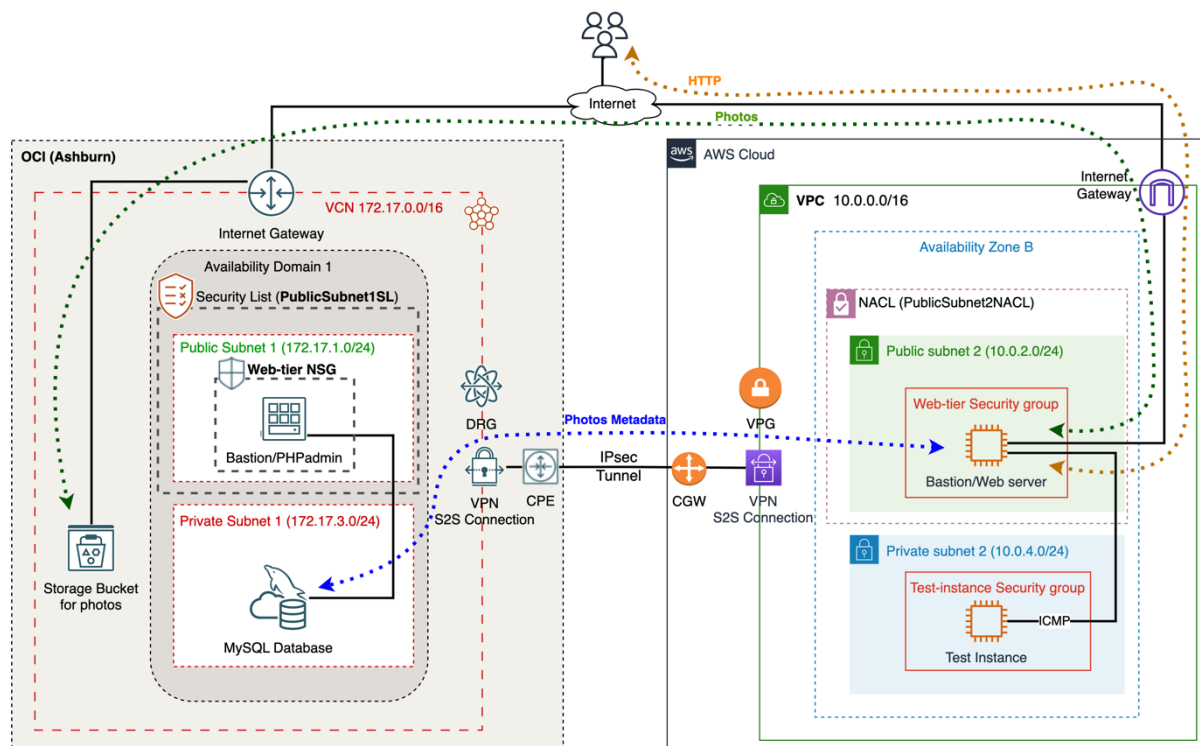 HTTP
Internet
Photos
OCI (Ashburn)
aws
AWS Cloud
Internet
Gateway
VCN 172.17.0.0/16
VPC 10.0.0.0/16
Internet Gateway
Availability Zone B
Availability Domain 1
Security List (PublicSubnet1SL)
NACL (PublicSubnet2NACL)
Public Subnet 1 (172.17.1.0/24)
Public subnet 2 (10.0.2.0/24)
Web-tier NSG
Web-tier Security group
DRG
Photos Metadata
VPG
Bastion/PHPadmin
IPsec
Tunnel
Bastion/Web server
VPN
S2S Connection
CPE
CGW
VPN
S2S Connection
Private Subnet 1 (172.17.3.0/24)
Private subnet 2 (10.0.4.0/24)
Storage Bucket
for photos
Test-instance Security group
ICMP
MySQL Database
Test Instance